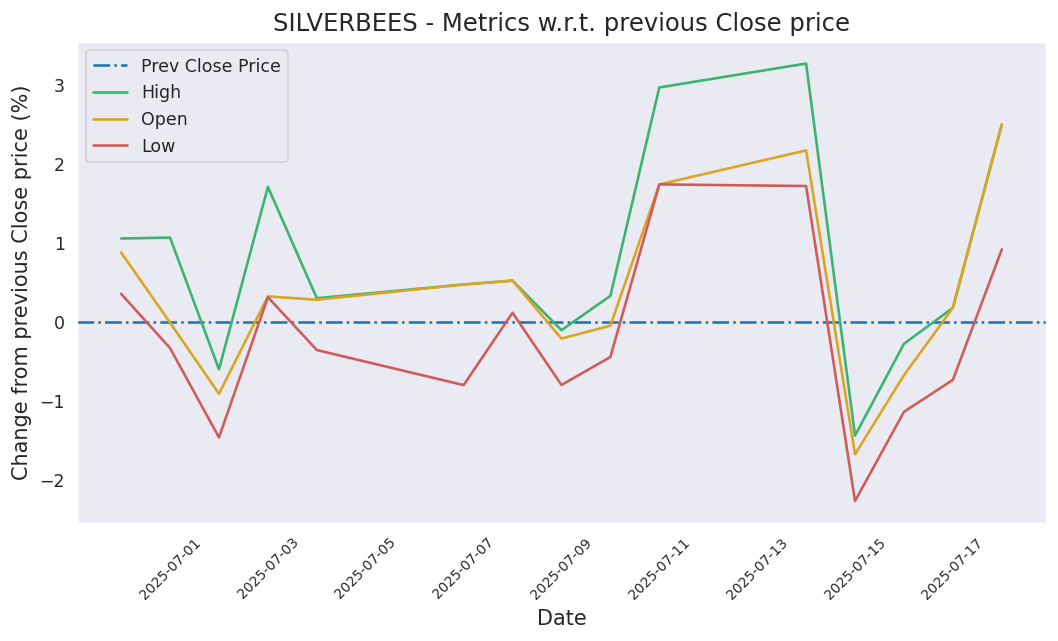 SILVERBEES - Metrics w.r.t. previous Close price
Prev Close Price
High
Open
Low
Change from previous Close price (%)
3
2
1
0
−1
−2
2025-07-01
2025-07-03
2025-07-05
2025-07-07
2025-07-09
2025-07-11
2025-07-13
2025-07-15
2025-07-17
Date